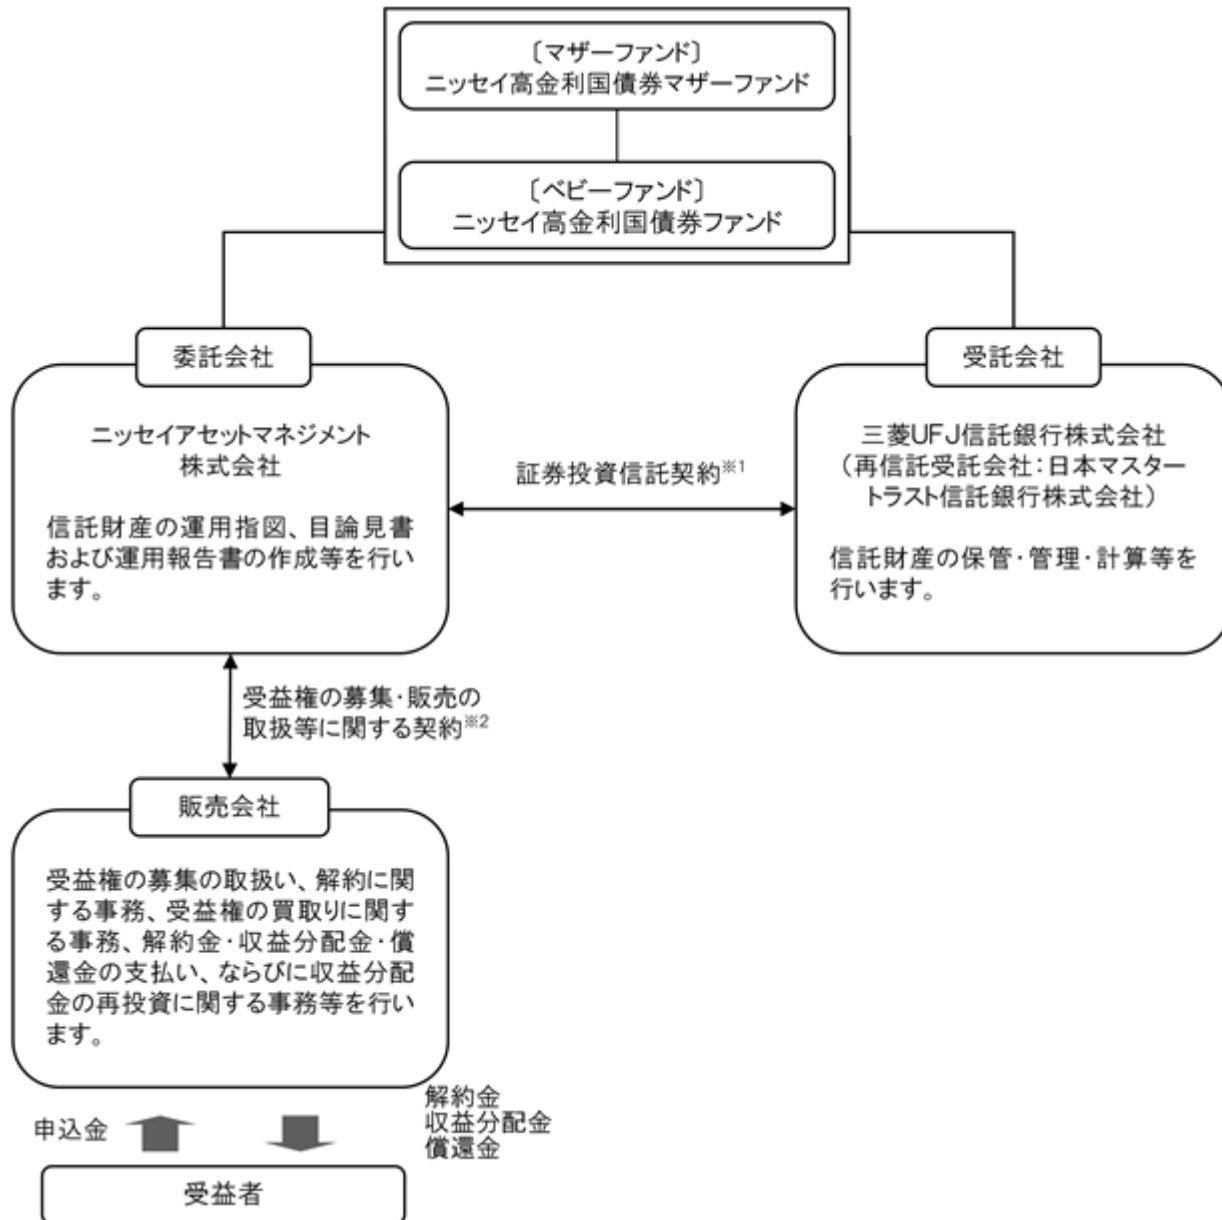 〔マザーファンド〕
ニッセイ高金利国債券マザーファンド
〔ベビーファンド〕
ニッセイ高金利国債券ファンド
委託会社
ニッセイアセットマネジメント
株式会社
信託財産の運用指図、目論見書
および運用報告書の作成等を行い
ます。
証券投資信託契約※1
受託会社
三菱UFJ信託銀行株式会社
（再信託受託会社：日本マスター
トラスト信託銀行株式会社）
信託財産の保管・管理・計算等を
行います。
受益権の募集・販売の
取扱等に関する契約※2
販売会社
受益権の募集の取扱い、解約に関
する事務、受益権の買取りに関す
る事務、解約金・収益分配金・償
還金の支払い、ならびに収益分配
金の再投資に関する事務等を行い
ます。
申込金
解約金
収益分配金
償還金
受益者